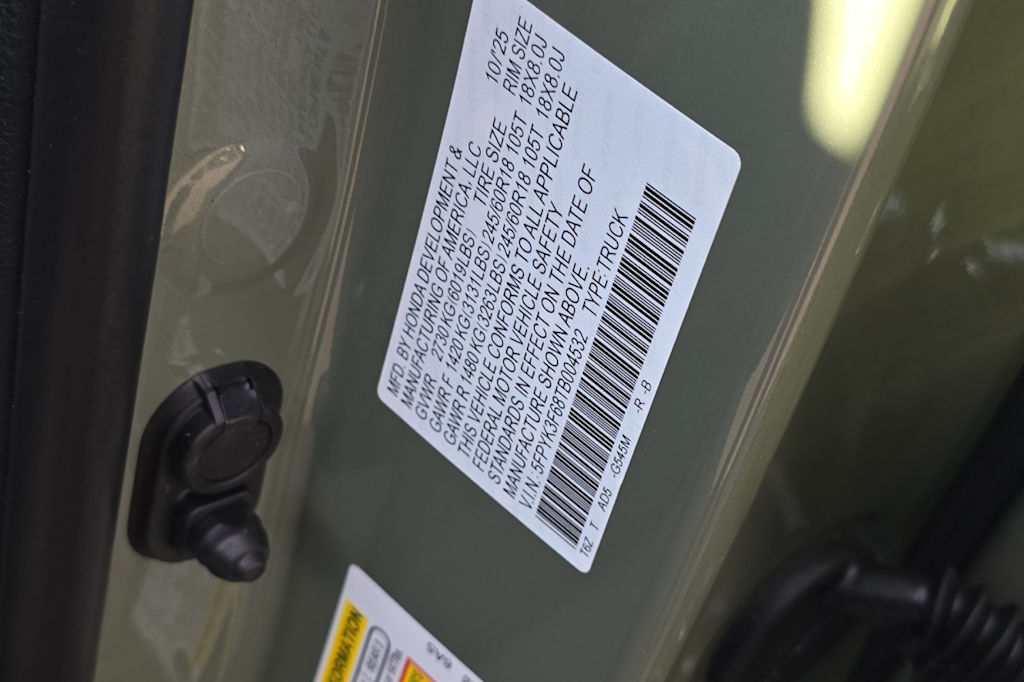 MFD. BY HONDA DEVELOPMENT &
MANUFACTURING OF AMERICA, LLC 10/'25
GVWR 2730KG(6019LBS) TIRE SIZE RIM SIZE
GAWR F 1420KG(3131LBS) 245/60R18 105T 18X8.0J
GAWR R 1480KG(3263LBS) 245/60R18 105T 18X8.0J
THIS VEHICLE CONFORMS TO ALL APPLICABLE
FEDERAL MOTOR VEHICLE SAFETY
STANDARDS IN EFFECT ON THE DATE OF
MANUFACTURE SHOWN ABOVE.
V.I.N: 5FPYK3F68TB004532 TYPE:TRUCK
T6Z T AD5 -G545M -R -B